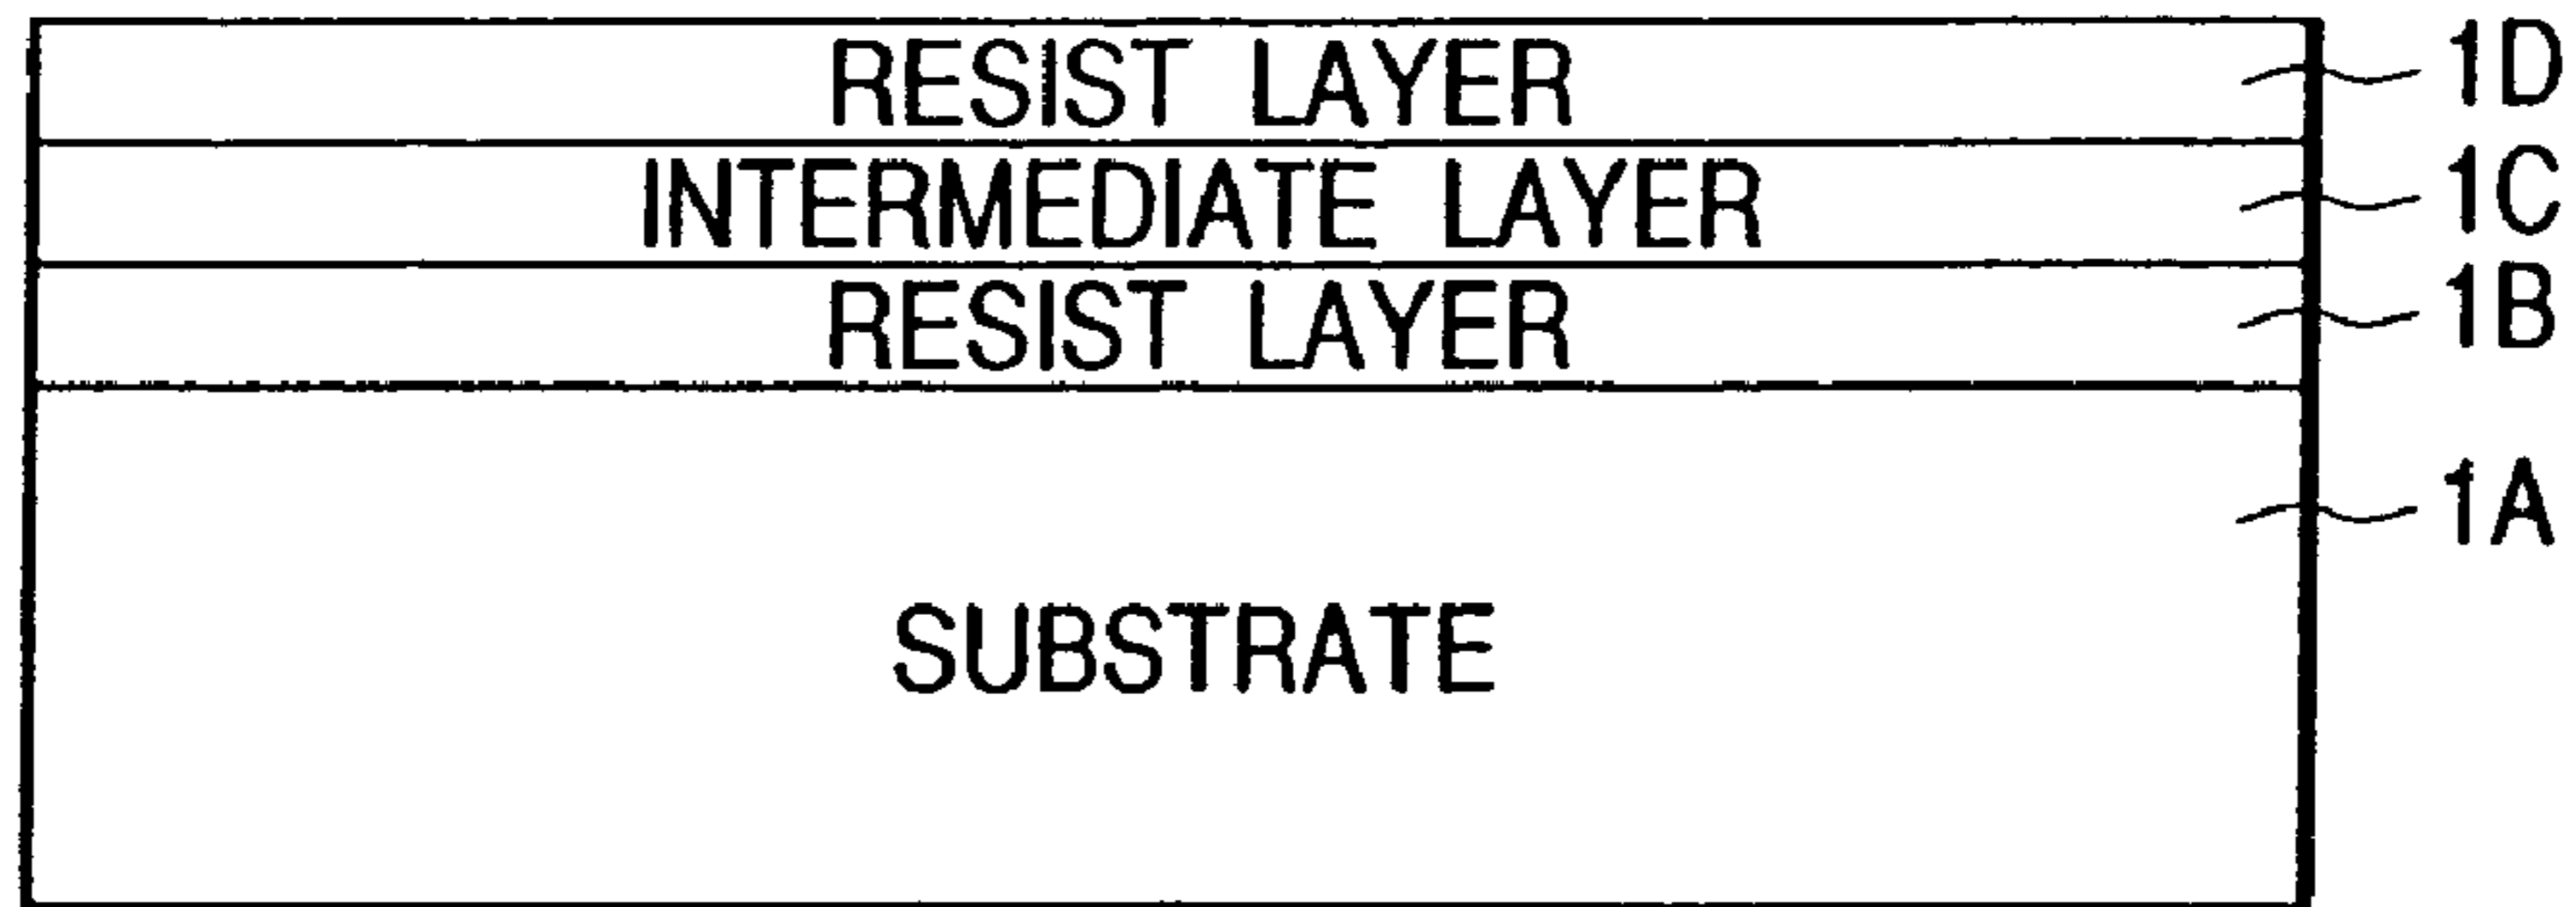 RESIST LAYER 1D
INTERMEDIATE LAYER 1C
RESIST LAYER 1B
1A
SUBSTRATE